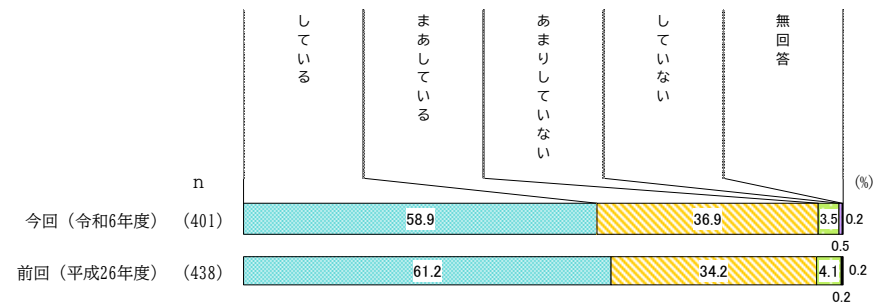 している
まあしている
あまりしていない
していない
無回答
n
(%)
今回（令和6年度） (401) 58.9 36.9 3.5 0.2
0.5
前回（平成26年度） (438) 61.2 34.2 4.1 0.2
0.2